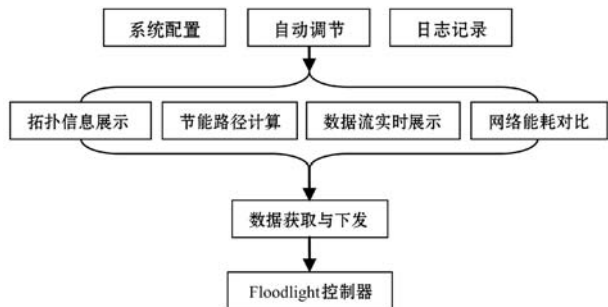 系统配置
自动调节
日志记录
拓扑信息展示
节能路径计算
数据流实时展示
网络能耗对比
数据获取与下发
Floodlight控制器